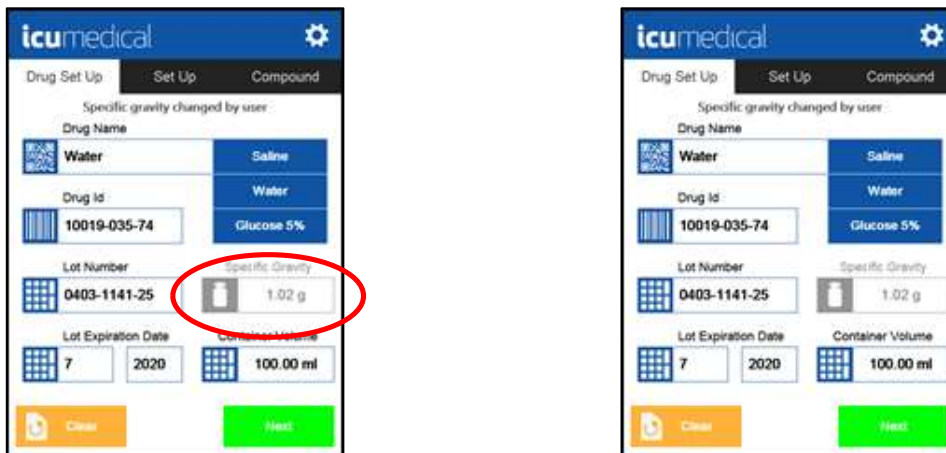 icumedical
Drug Set Up Set Up Compound
Specific gravity changed by user
Drug Name
Water Saline
Water
Drug Id
10019-035-74 Glucose 5%
Lot Number Specific Gravity
0403-1141-25 1.02 g
Lot Expiration Date Container Volume
7 2020 100.00 ml
Clear Next
icumedical
Drug Set Up Set Up Compound
Specific gravity changed by user
Drug Name
Water Saline
Water
Drug Id
10019-035-74 Glucose 5%
Lot Number Specific Gravity
0403-1141-25 1.02 g
Lot Expiration Date Container Volume
7 2020 100.00 ml
Clear Next